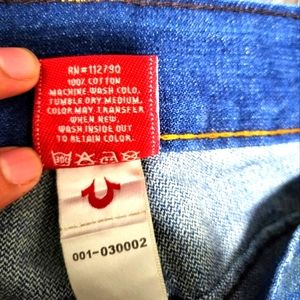 RN#112790
100% COTTON
MACHINE WASH COLD.
TUMBLE DRY MEDIUM.
COLOR MAY TRANSFER
WHEN NEW.
WASH INSIDE OUT
TO RETAIN COLOR.
001-030002